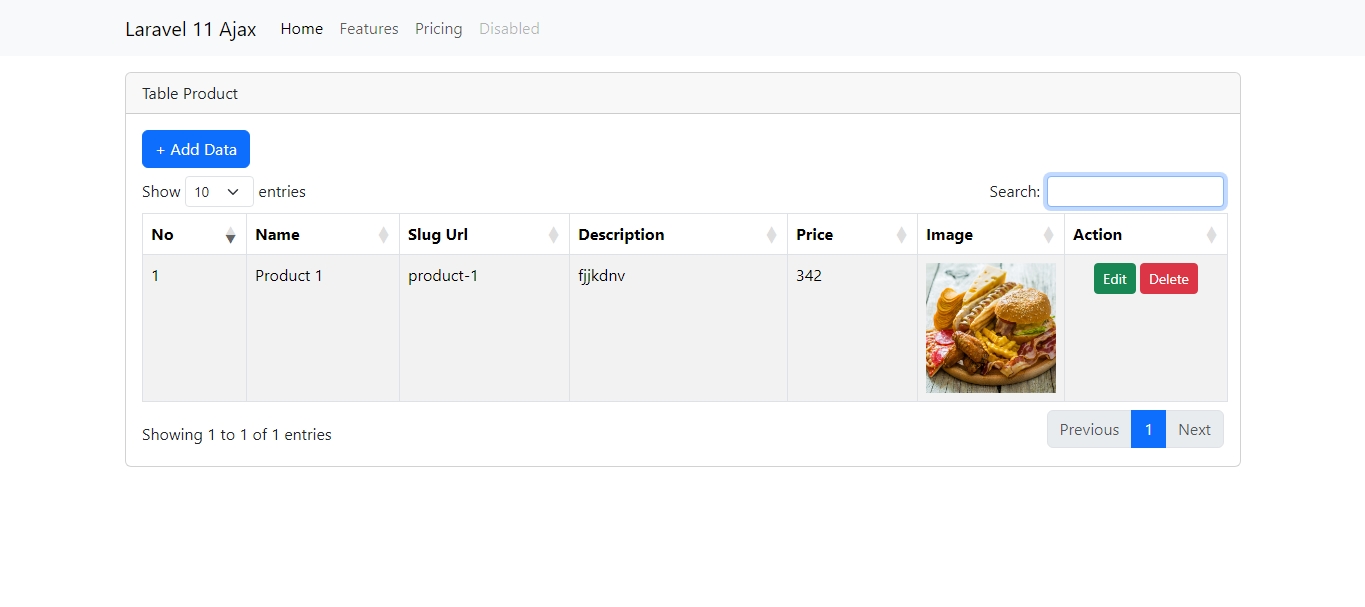 Laravel 11 Ajax Home Features Pricing Disabled
Table Product
+ Add Data
Show 10 entries Search:
No Name Slug Url Description Price Image Action
1 Product 1 product-1 fjjkdnv 342 Edit Delete
Showing 1 to 1 of 1 entries Previous 1 Next